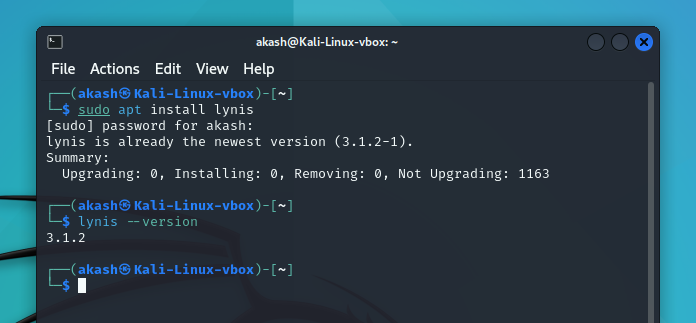 akash@Kali-Linux-vbox: ~
File Actions Edit View Help
┌──(akash㉿Kali-Linux-vbox)-[~]
└─$ sudo apt install lynis
[sudo] password for akash:
lynis is already the newest version (3.1.2-1).
Summary:
  Upgrading: 0, Installing: 0, Removing: 0, Not Upgrading: 1163
┌──(akash㉿Kali-Linux-vbox)-[~]
└─$ lynis --version
3.1.2
┌──(akash㉿Kali-Linux-vbox)-[~]
└─$